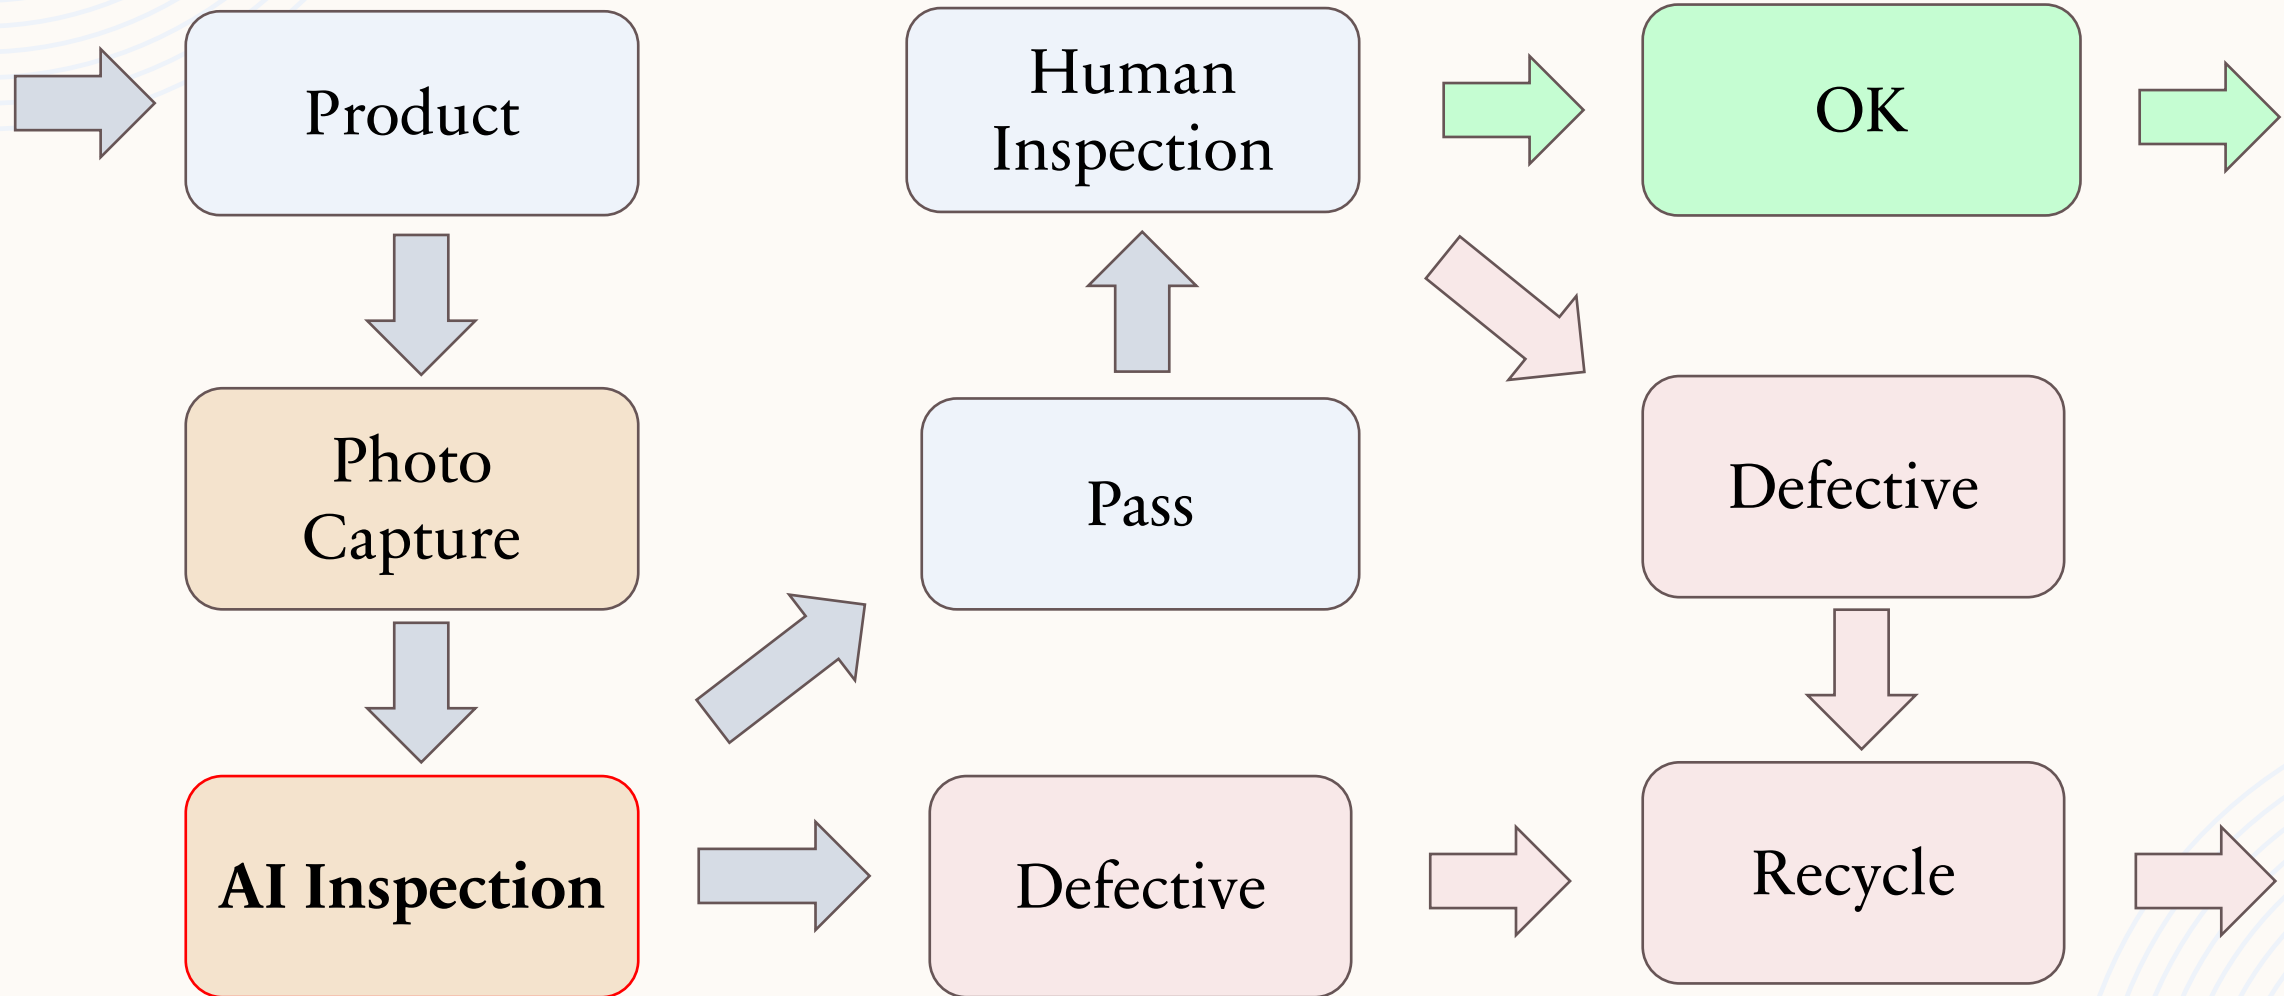 Product
Human
Inspection
OK
Photo
Capture
Pass
Defective
AI Inspection
Defective
Recycle